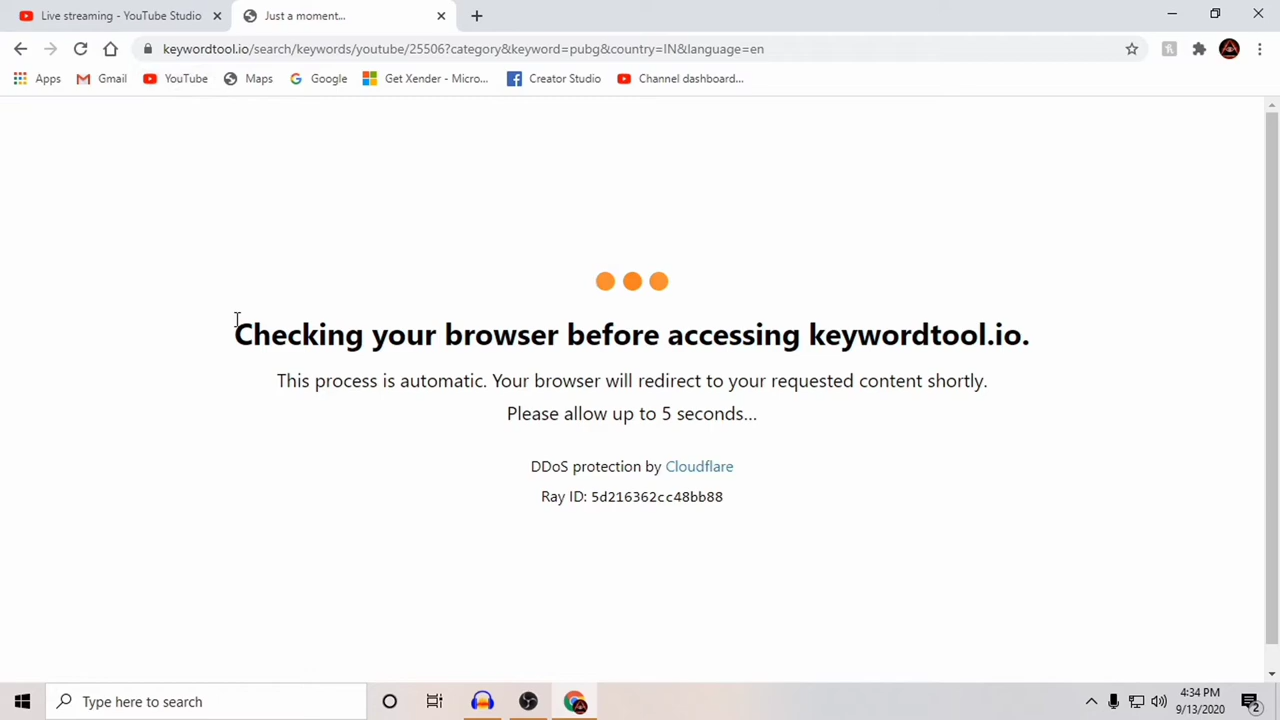 Live streaming - YouTube Studio
Just a moment...
keywordtool.io/search/keywords/youtube/25506?category&keyword=pubg&country=IN&language=en
Apps Gmail YouTube Maps Google Get Xender - Micro... Creator Studio Channel dashboard...
Checking your browser before accessing keywordtool.io.
This process is automatic. Your browser will redirect to your requested content shortly.
Please allow up to 5 seconds...
DDoS protection by Cloudflare
Ray ID: 5d216362cc48bb88
Type here to search
4:34 PM
9/13/2020
2